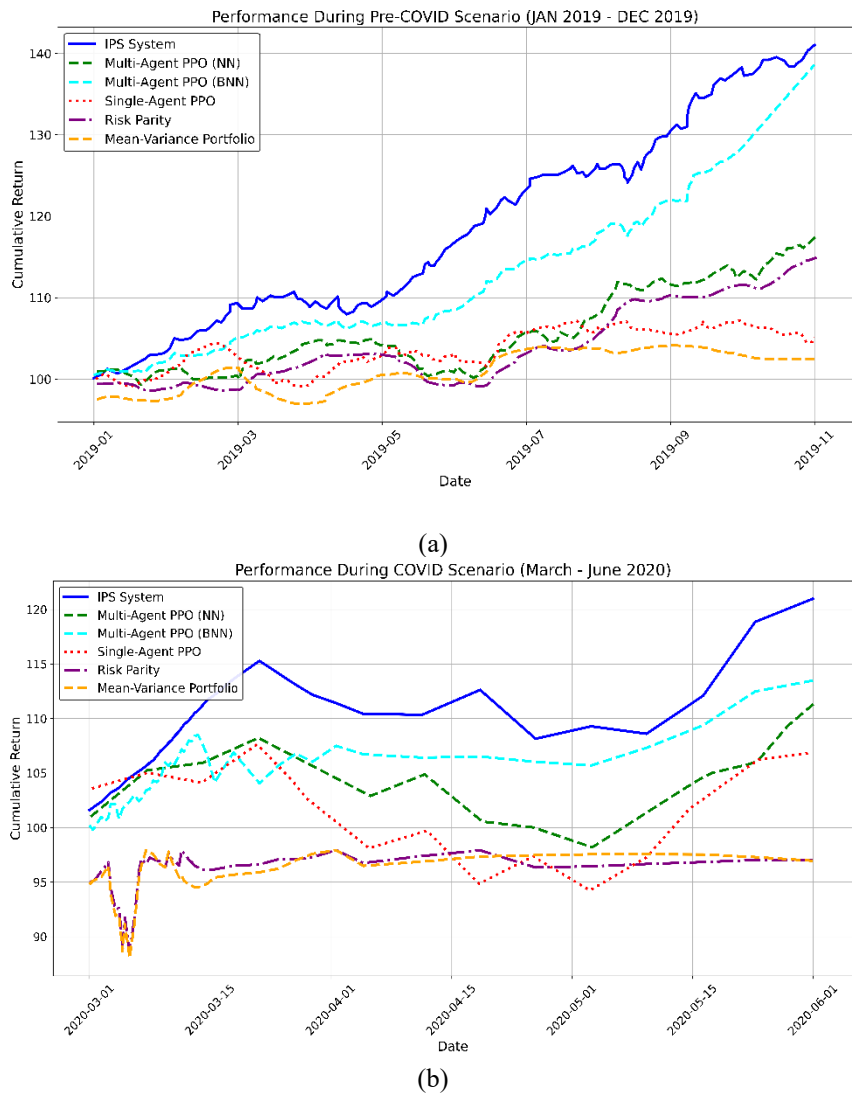 Performance During Pre-COVID Scenario (JAN 2019 - DEC 2019)
IPS System
Multi-Agent PPO (NN)
Multi-Agent PPO (BNN)
Single-Agent PPO
Risk Parity
Mean-Variance Portfolio
140
130
120
110
100
Cumulative Return
2019-01
2019-03
2019-05
2019-07
2019-09
2019-11
Date
(a)
Performance During COVID Scenario (March - June 2020)
IPS System
Multi-Agent PPO (NN)
Multi-Agent PPO (BNN)
Single-Agent PPO
Risk Parity
Mean-Variance Portfolio
120
115
110
105
100
95
90
Cumulative Return
2020-03-01
2020-03-15
2020-04-01
2020-04-15
2020-05-01
2020-05-15
2020-06-01
Date
(b)